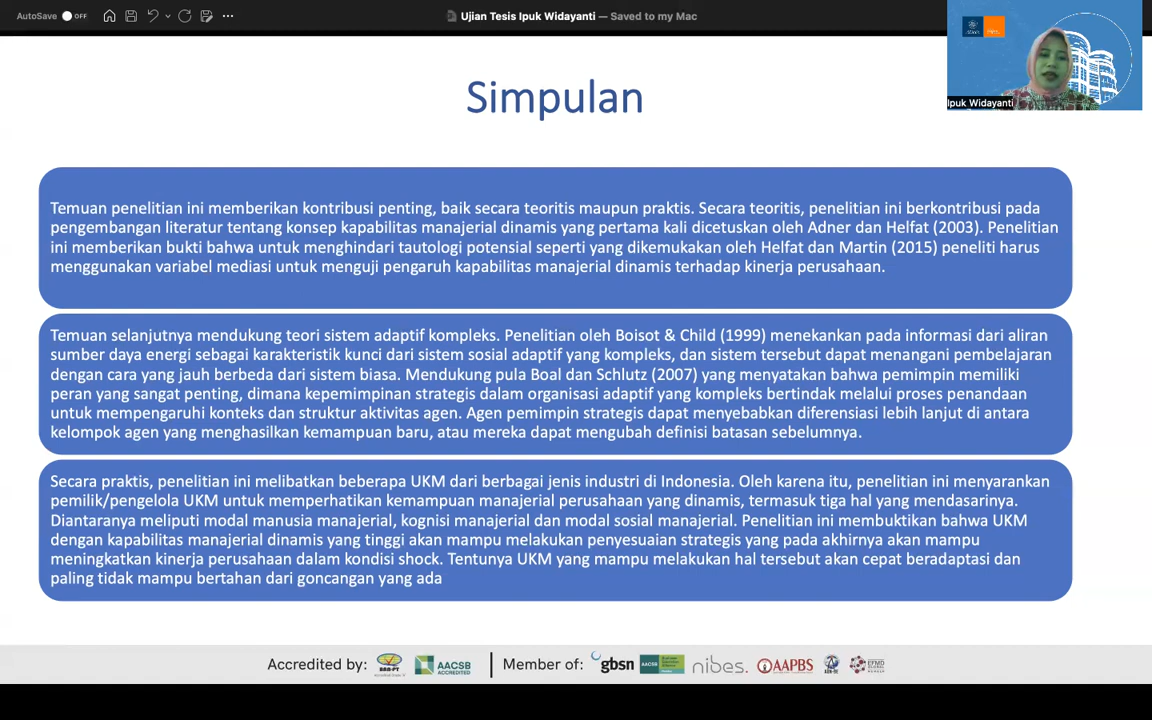 AutoSave OFF
Ujian Tesis Ipuk Widayanti — Saved to my Mac
Ipuk Widayanti
Simpulan
Temuan penelitian ini memberikan kontribusi penting, baik secara teoritis maupun praktis. Secara teoritis, penelitian ini berkontribusi pada
pengembangan literatur tentang konsep kapabilitas manajerial dinamis yang pertama kali dicetuskan oleh Adner dan Helfat (2003). Penelitian
ini memberikan bukti bahwa untuk menghindari tautologi potensial seperti yang dikemukakan oleh Helfat dan Martin (2015) peneliti harus
menggunakan variabel mediasi untuk menguji pengaruh kapabilitas manajerial dinamis terhadap kinerja perusahaan.
Temuan selanjutnya mendukung teori sistem adaptif kompleks. Penelitian oleh Boisot & Child (1999) menekankan pada informasi dari aliran
sumber daya energi sebagai karakteristik kunci dari sistem sosial adaptif yang kompleks, dan sistem tersebut dapat menangani pembelajaran
dengan cara yang jauh berbeda dari sistem biasa. Mendukung pula Boal dan Schlutz (2007) yang menyatakan bahwa pemimpin memiliki
peran yang sangat penting, dimana kepemimpinan strategis dalam organisasi adaptif yang kompleks bertindak melalui proses penandaan
untuk mempengaruhi konteks dan struktur aktivitas agen. Agen pemimpin strategis dapat menyebabkan diferensiasi lebih lanjut di antara
kelompok agen yang menghasilkan kemampuan baru, atau mereka dapat mengubah definisi batasan sebelumnya.
Secara praktis, penelitian ini melibatkan beberapa UKM dari berbagai jenis industri di Indonesia. Oleh karena itu, penelitian ini menyarankan
pemilik/pengelola UKM untuk memperhatikan kemampuan manajerial perusahaan yang dinamis, termasuk tiga hal yang mendasarinya.
Diantaranya meliputi modal manusia manajerial, kognisi manajerial dan modal sosial manajerial. Penelitian ini membuktikan bahwa UKM
dengan kapabilitas manajerial dinamis yang tinggi akan mampu melakukan penyesuaian strategis yang pada akhirnya akan mampu
meningkatkan kinerja perusahaan dalam kondisi shock. Tentunya UKM yang mampu melakukan hal tersebut akan cepat beradaptasi dan
paling tidak mampu bertahan dari goncangan yang ada
Accredited by: BAN-PT AACSB ACCREDITED Member of: gbsn AACSB nibes. AAPBS EFMD GLOBAL